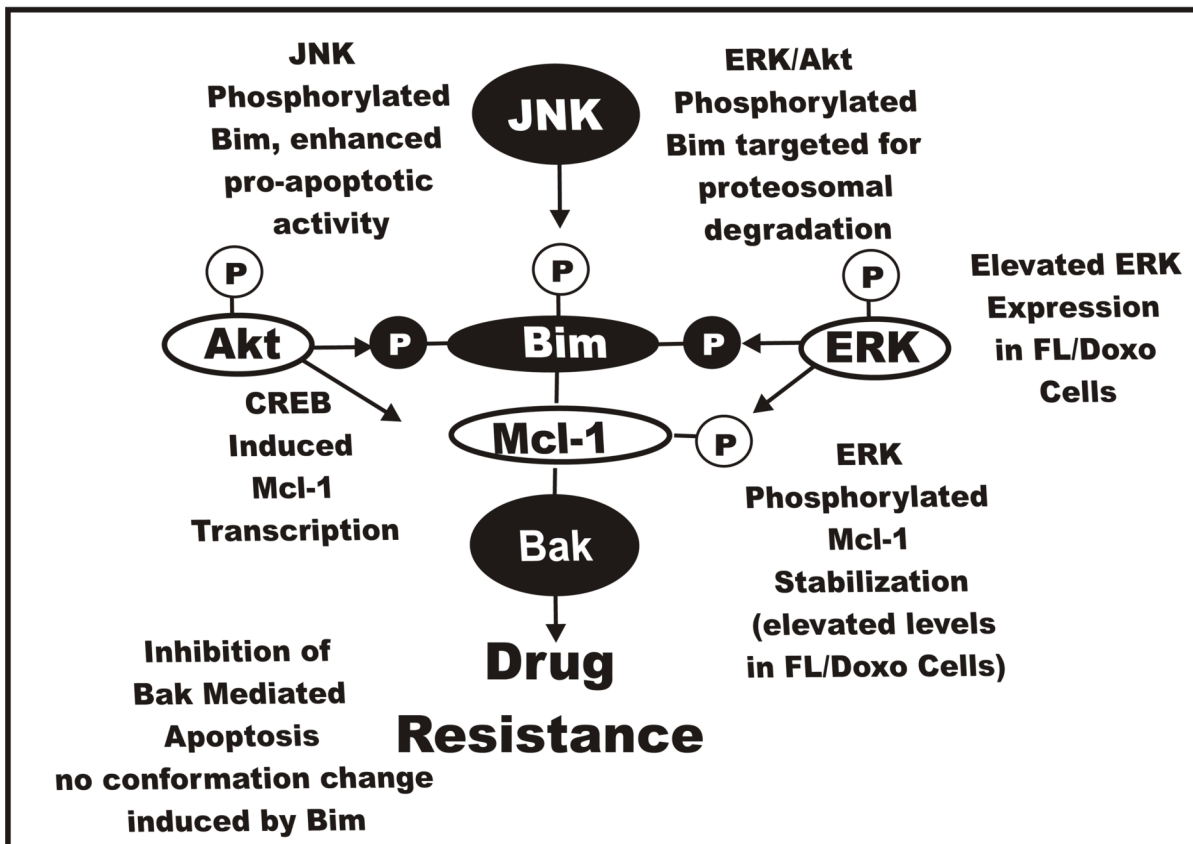 JNK
Phosphorylated
Bim, enhanced
pro-apoptotic
activity
JNK
ERK/Akt
Phosphorylated
Bim targeted for
proteosomal
degradation
P
P
P
Elevated ERK
Expression
in FL/Doxo
Cells
Akt
P
Bim
P
ERK
CREB
Induced
Mcl-1
Transcription
Mcl-1
P
ERK
Phosphorylated
Mcl-1
Stabilization
(elevated levels
in FL/Doxo Cells)
Bak
Inhibition of
Bak Mediated
Apoptosis
no conformation change
induced by Bim
Drug
Resistance